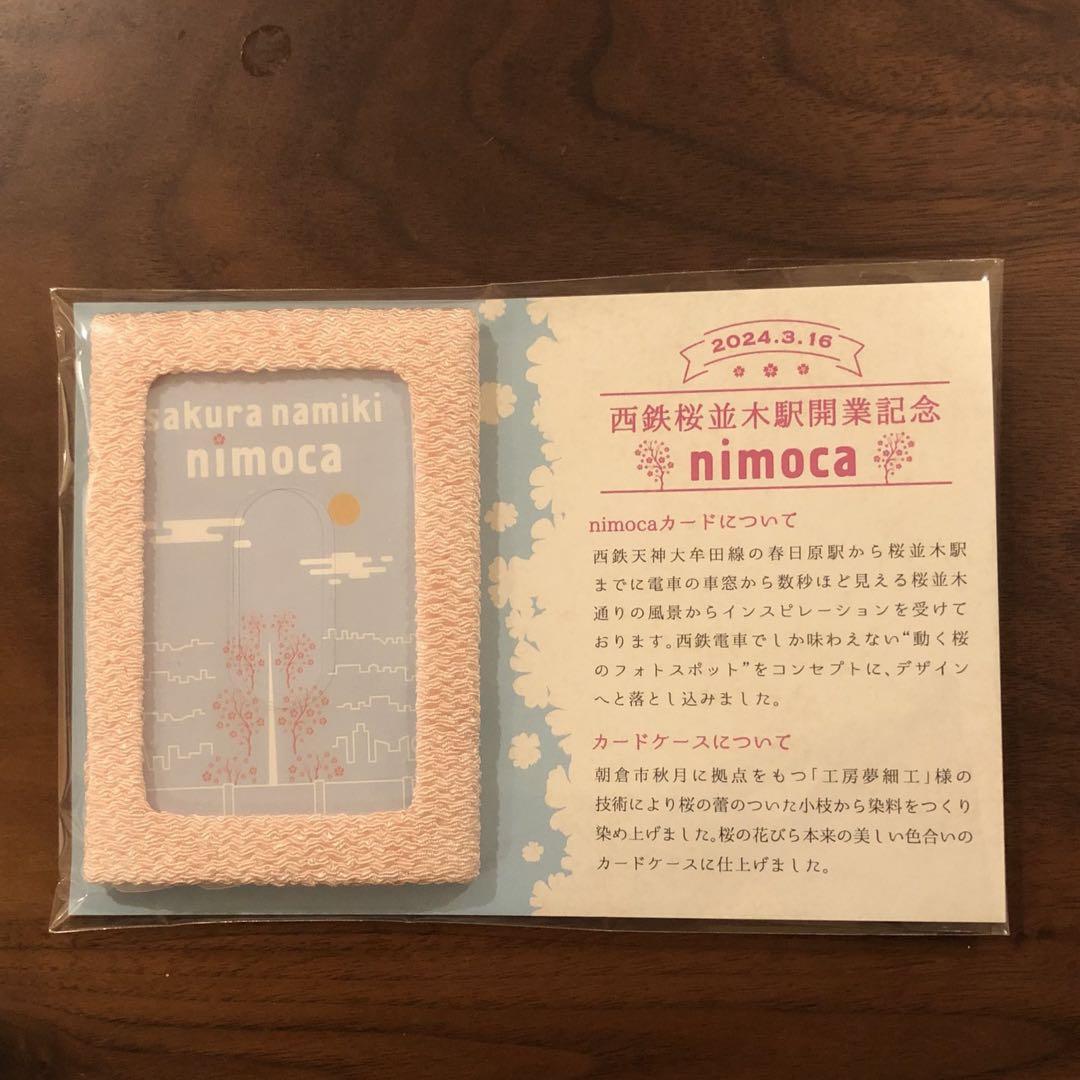 sakura namiki
nimoca
2024.3.16
西鉄桜並木駅開業記念
nimoca
nimocaカードについて
西鉄天神大牟田線の春日原駅から桜並木駅
までに電車の車窓から数秒ほど見える桜並木
通りの風景からインスピレーションを受けて
おります。西鉄電車でしか味わえない“動く桜
のフォトスポット”をコンセプトに、デザイン
へと落とし込みました。
カードケースについて
朝倉市秋月に拠点をもつ「工房夢細工」様の
技術により桜の蕾のついた小枝から染料をつくり
染め上げました。桜の花びら本来の美しい色合いの
カードケースに仕上げました。